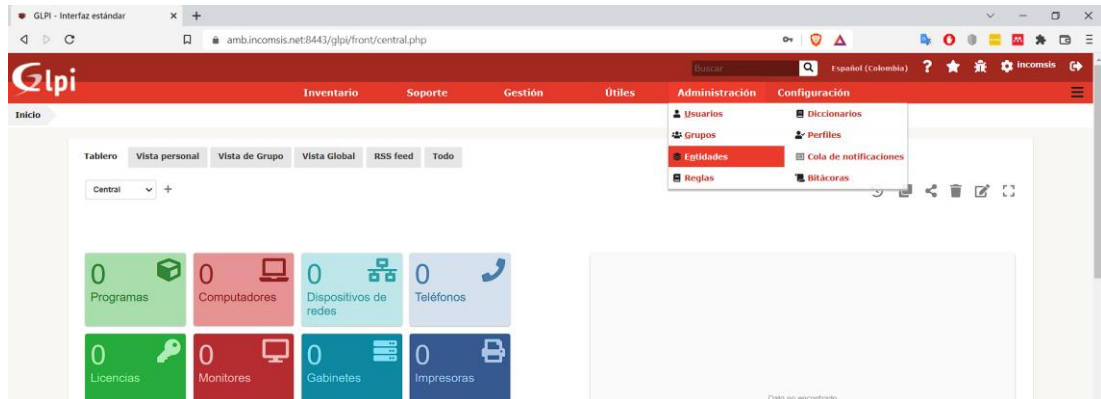 GLPI - Interfaz estándar
amb.incomsis.net:8443/glpi/front/central.php
Glpi
Buscar
Español (Colombia)
incomsis
Inventario Soporte Gestión Útiles Administración Configuración
Inicio
Usuarios Diccionarios
Grupos Perfiles
Entidades Cola de notificaciones
Reglas Bitácoras
Tablero Vista personal Vista de Grupo Vista Global RSS feed Todo
Central
0 0 0 0
Programas Computadores Dispositivos de redes Teléfonos
0 0 0 0
Licencias Monitores Gabinetes Impresoras
Dato no encontrado